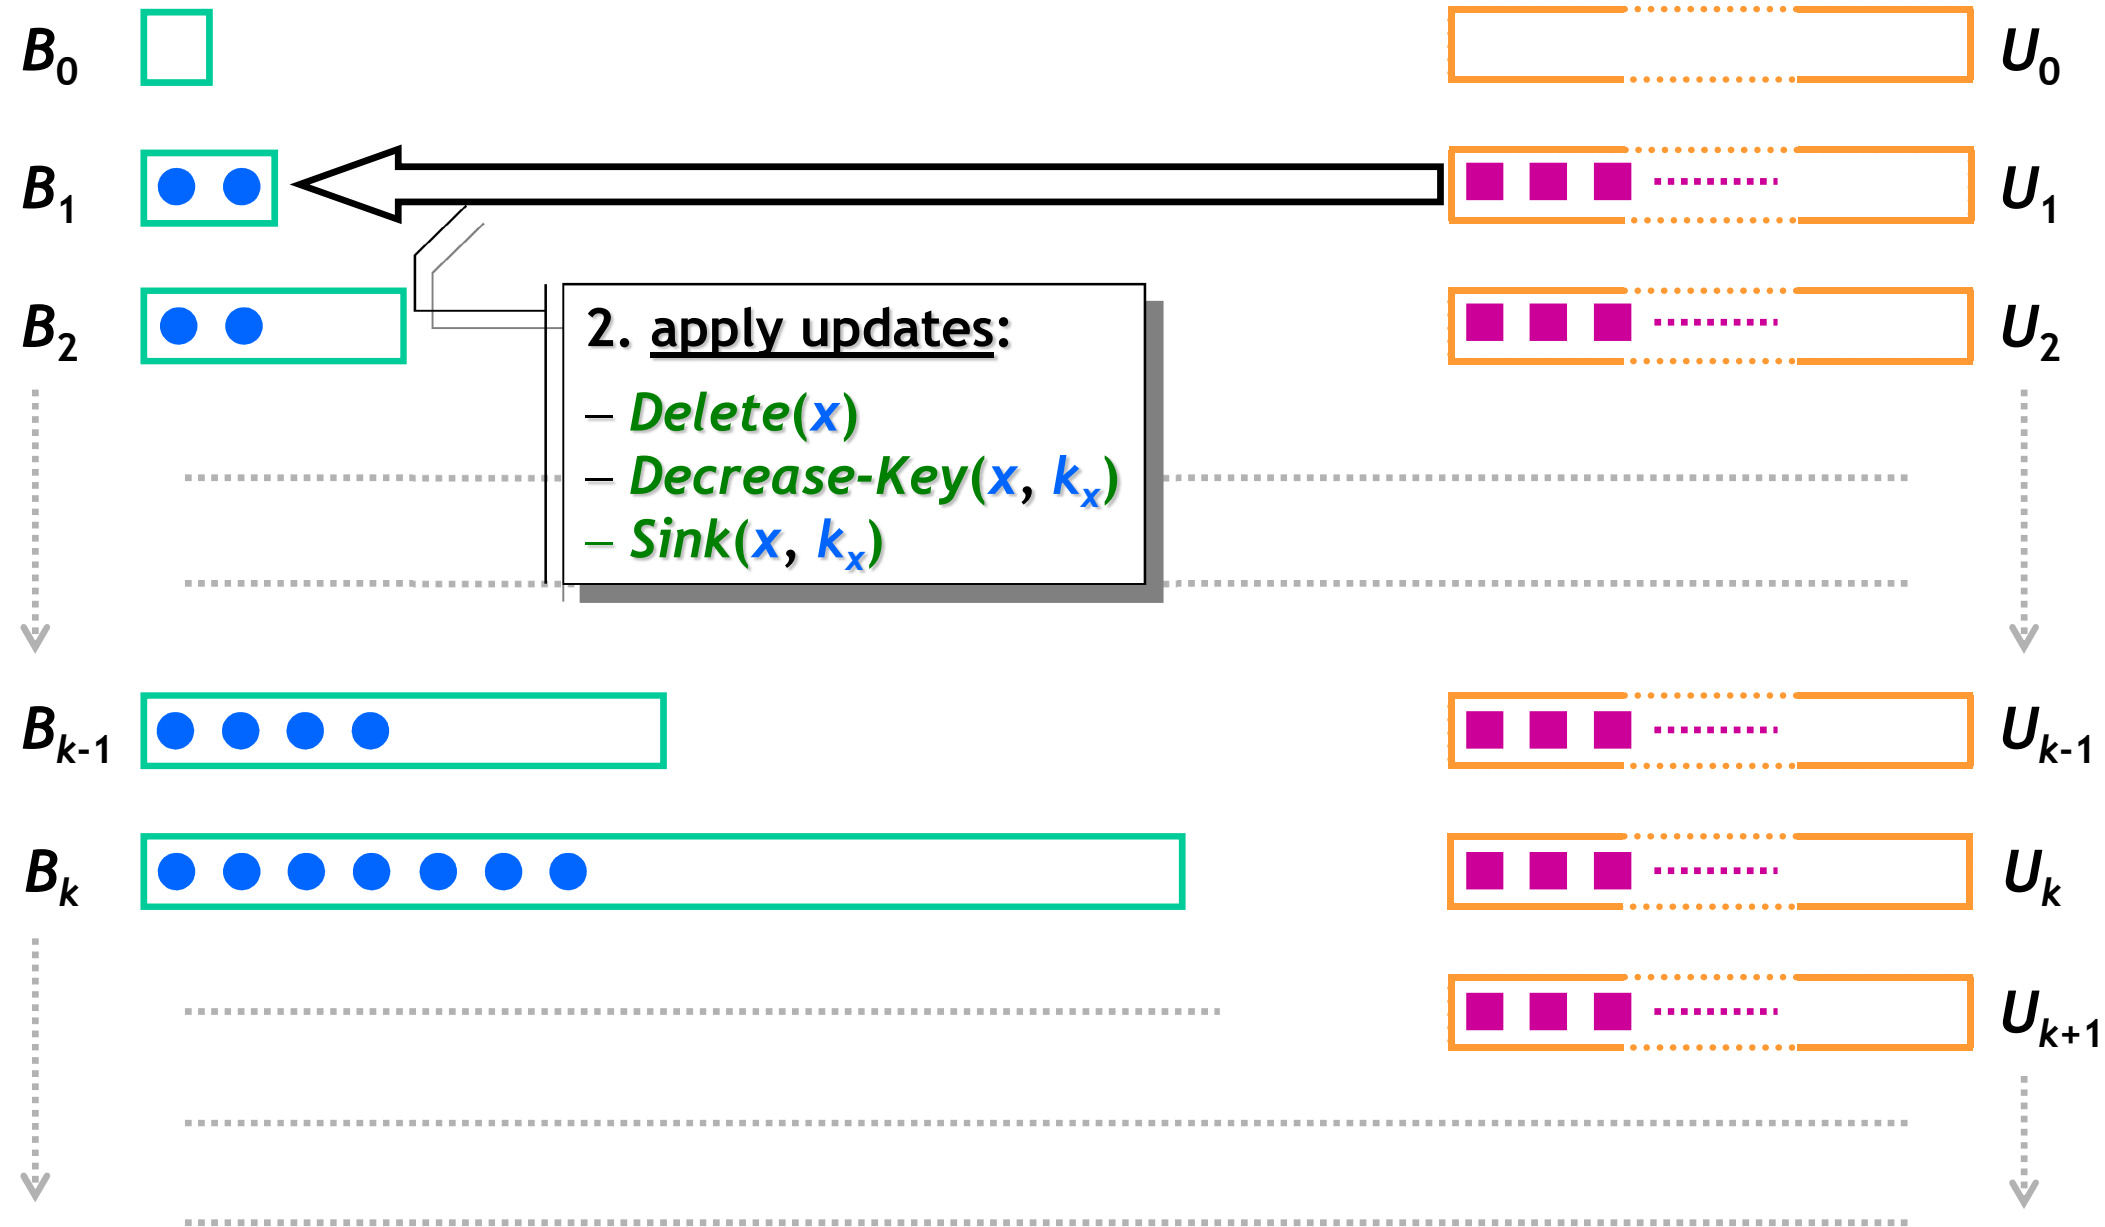 B₀ U₀
B₁ U₁
B₂ U₂
2. apply updates:
– Delete(x)
– Decrease-Key(x, kₓ)
– Sink(x, kₓ)
Bₖ₋₁ Uₖ₋₁
Bₖ Uₖ
Uₖ₊₁